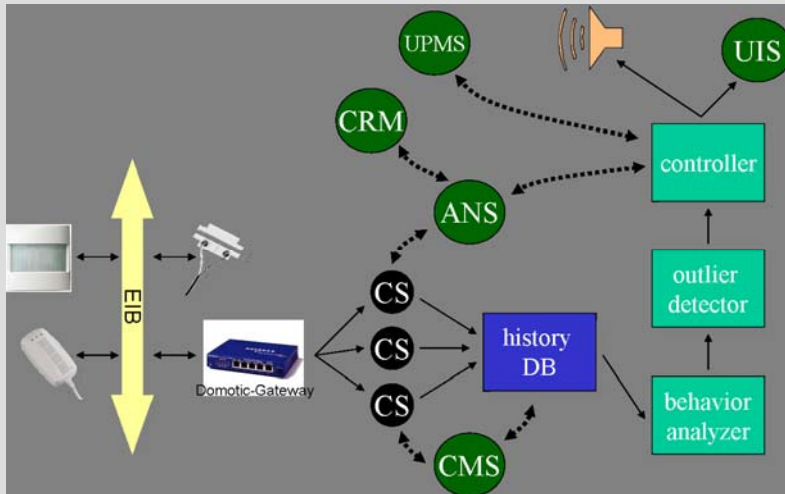 UPMS
UIS
CRM
controller
ANS
EIB
CS
outlier
detector
CS
history
DB
Domotic-Gateway
CS
behavior
analyzer
CMS